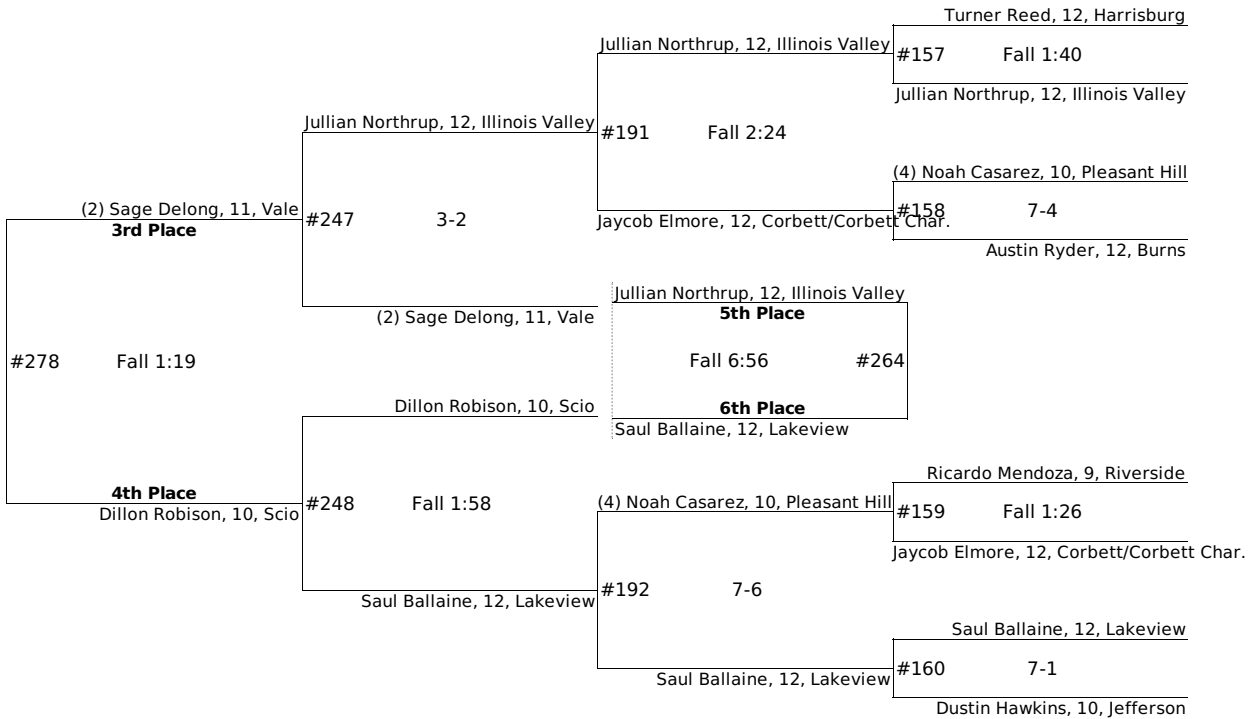 Turner Reed, 12, Harrisburg
Jullian Northrup, 12, Illinois Valley
#157 Fall 1:40
Jullian Northrup, 12, Illinois Valley
Jullian Northrup, 12, Illinois Valley
#191 Fall 2:24
(4) Noah Casarez, 10, Pleasant Hill
(2) Sage Delong, 11, Vale
3rd Place
#247 3-2
Jaycob Elmore, 12, Corbett/Corbett Char.
#158 7-4
Austin Ryder, 12, Burns
(2) Sage Delong, 11, Vale
Jullian Northrup, 12, Illinois Valley
5th Place
#278 Fall 1:19
Fall 6:56 #264
Dillon Robison, 10, Scio
6th Place
Saul Ballaine, 12, Lakeview
Ricardo Mendoza, 9, Riverside
4th Place
Dillon Robison, 10, Scio
#248 Fall 1:58
(4) Noah Casarez, 10, Pleasant Hill
#159 Fall 1:26
Jaycob Elmore, 12, Corbett/Corbett Char.
Saul Ballaine, 12, Lakeview
#192 7-6
Saul Ballaine, 12, Lakeview
Saul Ballaine, 12, Lakeview
#160 7-1
Dustin Hawkins, 10, Jefferson